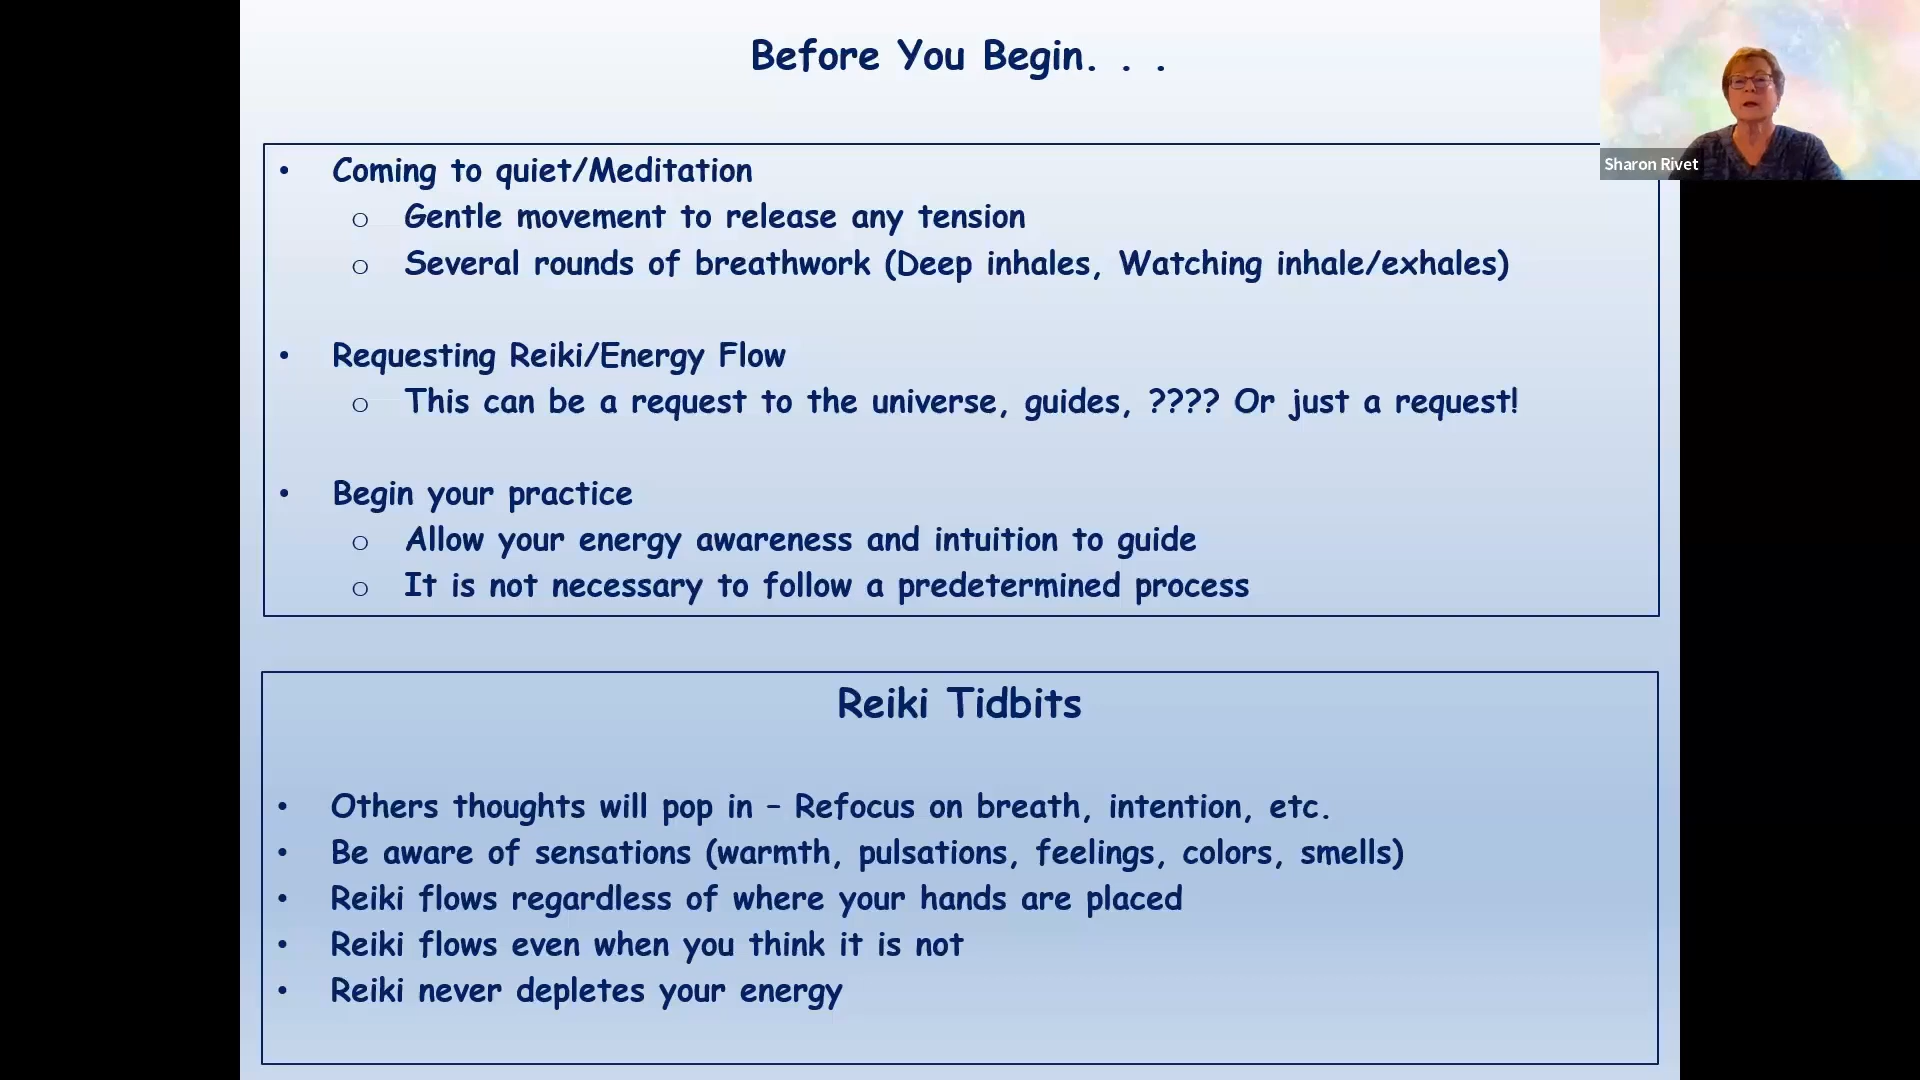 Before You Begin. . .
Sharon Rivet
• Coming to quiet/Meditation
o Gentle movement to release any tension
o Several rounds of breathwork (Deep inhales, Watching inhale/exhales)
• Requesting Reiki/Energy Flow
o This can be a request to the universe, guides, ???? Or just a request!
• Begin your practice
o Allow your energy awareness and intuition to guide
o It is not necessary to follow a predetermined process
Reiki Tidbits
• Others thoughts will pop in – Refocus on breath, intention, etc.
• Be aware of sensations (warmth, pulsations, feelings, colors, smells)
• Reiki flows regardless of where your hands are placed
• Reiki flows even when you think it is not
• Reiki never depletes your energy